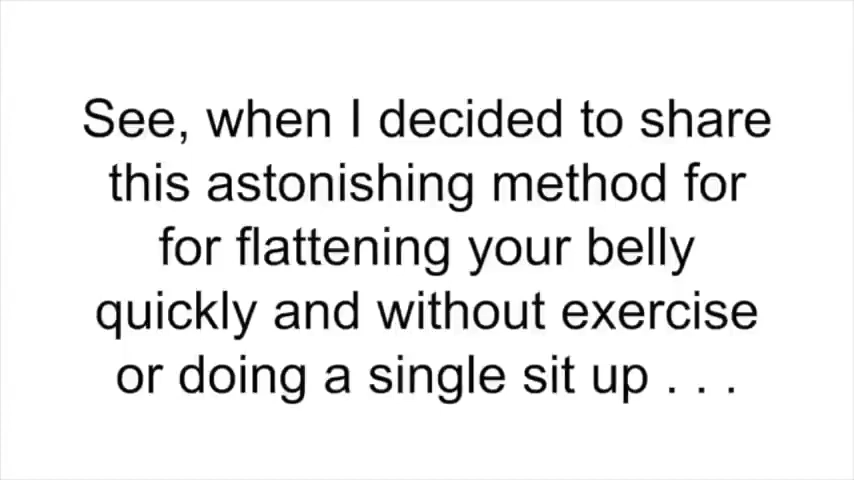 See, when I decided to share
this astonishing method for
for flattening your belly
quickly and without exercise
or doing a single sit up . . .